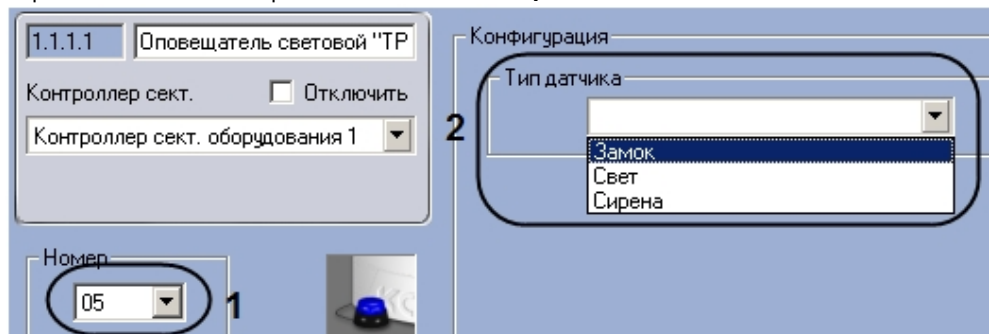 1.1.1.1 Оповещатель световой "ТР
Контроллер сект. Отключить
Контроллер сект. оборудования 1
Номер
05
1
Конфигурация
Тип датчика
2
Замок
Свет
Сирена